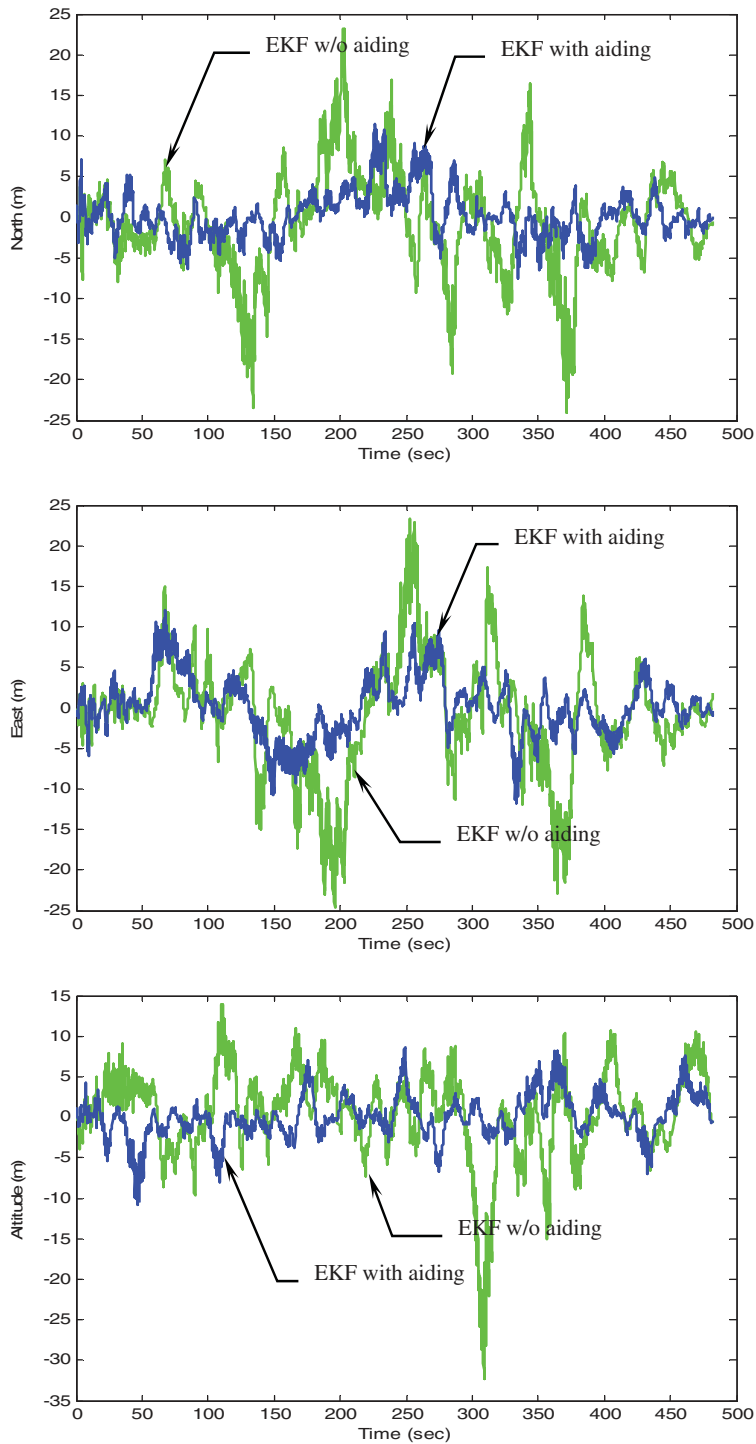 EKF w/o aiding
EKF with aiding
25
20
15
10
5
0
-5
-10
-15
-20
-25
North (m)
0 50 100 150 200 250 300 350 400 450 500
Time (sec)
EKF with aiding
EKF w/o aiding
25
20
15
10
5
0
-5
-10
-15
-20
-25
East (m)
0 50 100 150 200 250 300 350 400 450 500
Time (sec)
15
10
5
0
-5
-10
-15
-20
-25
-30
-35
Altitude (m)
EKF w/o aiding
EKF with aiding
0 50 100 150 200 250 300 350 400 450 500
Time (sec)